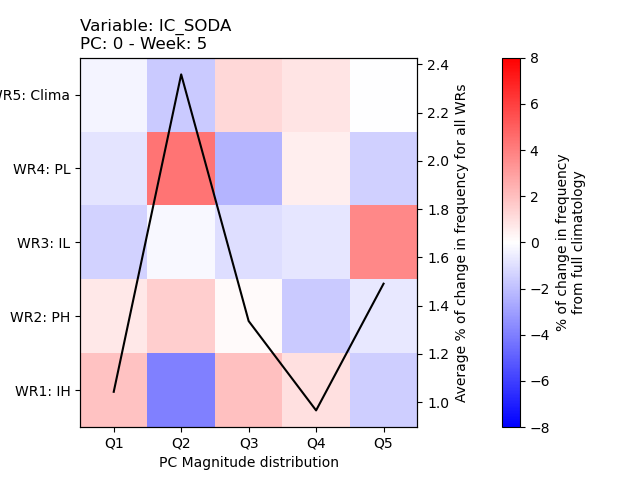 Variable: IC_SODA
PC: 0 - Week: 5
R5: Clima
WR4: PL
WR3: IL
WR2: PH
WR1: IH
Q1 Q2 Q3 Q4 Q5
PC Magnitude distribution
2.4
2.2
2.0
1.8
1.6
1.4
1.2
1.0
Average % of change in frequency for all WRs
8
6
4
2
0
−2
−4
−6
−8
% of change in frequency
from full climatology